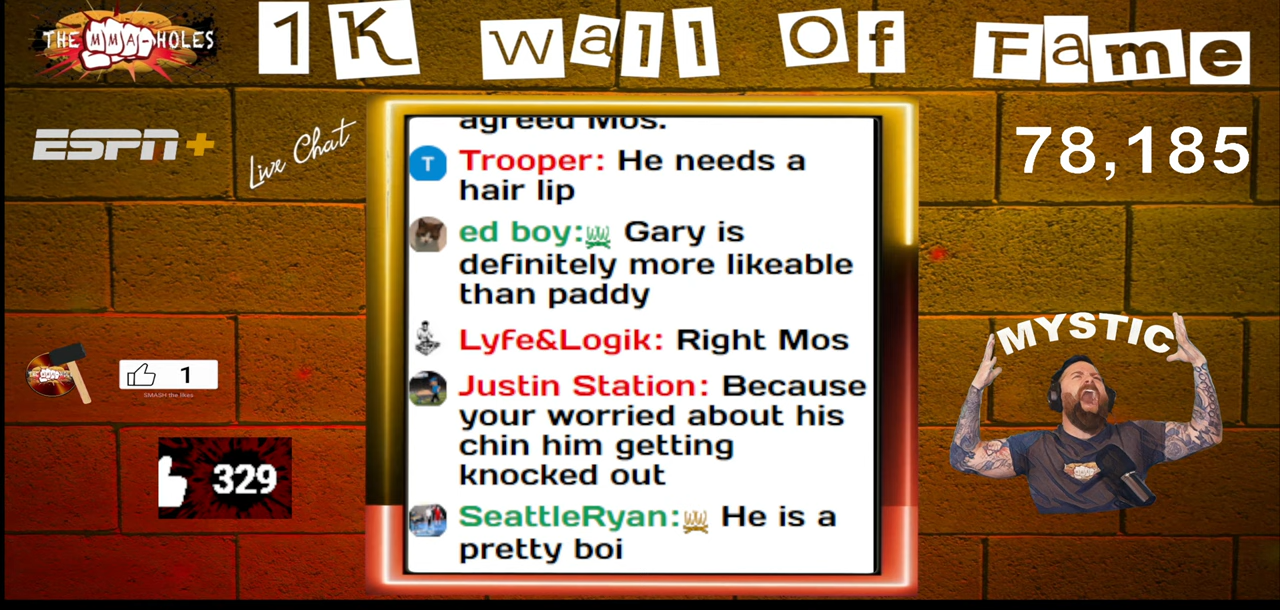 THE MMA-HOLES
1K Wall Of Fame
ESPN+
Live Chat
78,185
agreed Mos.
T
Trooper: He needs a
hair lip
ed boy: Gary is
definitely more likeable
than paddy
Lyfe&Logik: Right Mos
Justin Station: Because
your worried about his
chin him getting
knocked out
SeattleRyan: He is a
pretty boi
1
SMASH the likes
329
MYSTIC